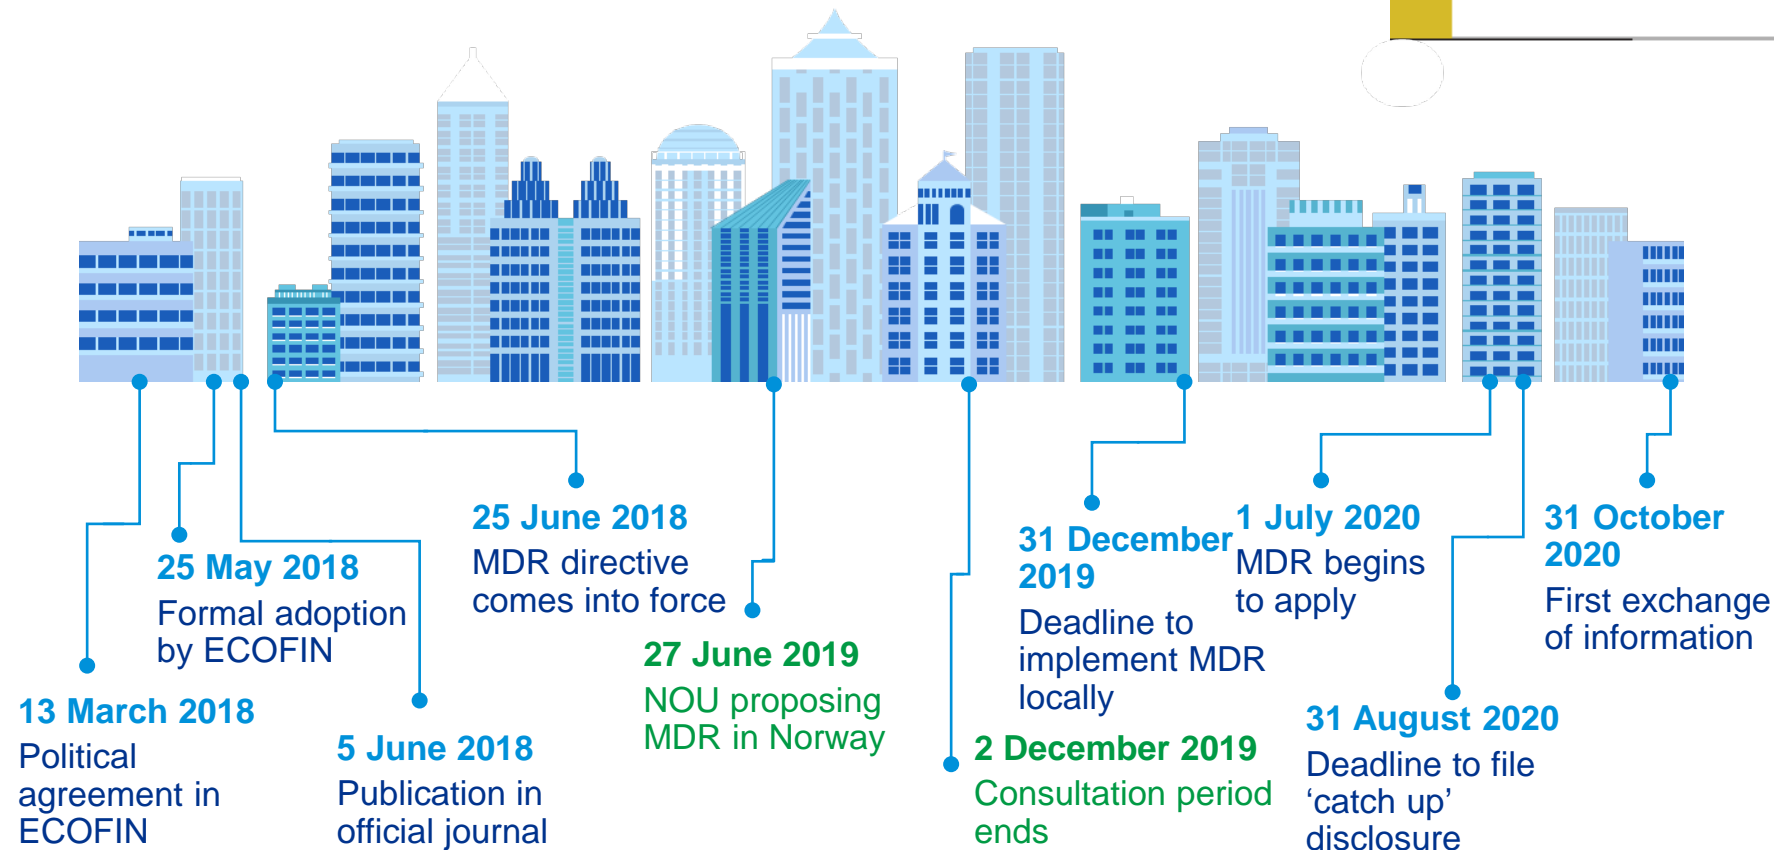 13 March 2018
Political
agreement in
ECOFIN
25 May 2018
Formal adoption
by ECOFIN
5 June 2018
Publication in
official journal
25 June 2018
MDR directive
comes into force
27 June 2019
NOU proposing
MDR in Norway
2 December 2019
Consultation period
ends
31 December
2019
Deadline to
implement MDR
locally
1 July 2020
MDR begins
to apply
31 August 2020
Deadline to file
‘catch up’
disclosure
31 October
2020
First exchange
of information